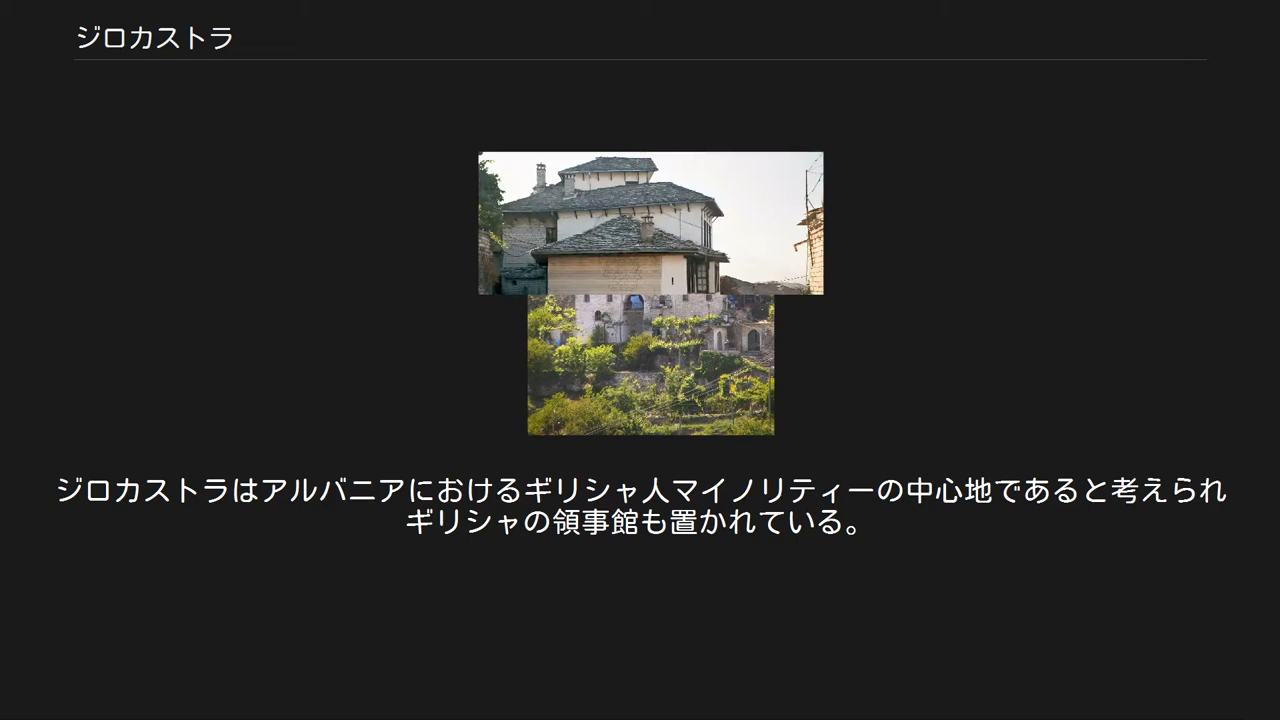 ジロカストラ
ジロカストラはアルバニアにおけるギリシャ人マイノリティーの中心地であると考えられ
ギリシャの領事館も置かれている。